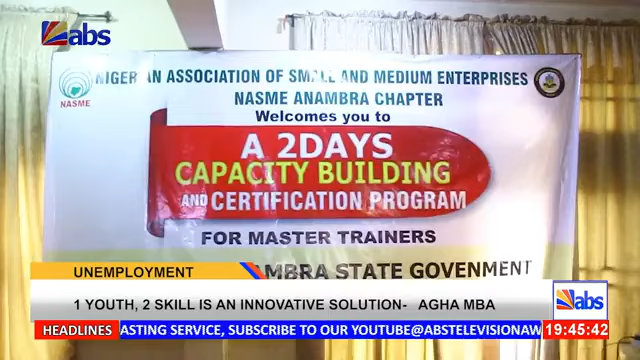 abs
NIGER AN ASSOCIATION OF SMALL AND MEDIUM ENTERPRISES
NASME
NASME ANAMBRA CHAPTER
Welcomes you to
A 2DAYS
CAPACITY BUILDING
AND CERTIFICATION PROGRAM
FOR MASTER TRAINERS
AMBRA STATE GOVENMENT
UNEMPLOYMENT
1 YOUTH, 2 SKILL IS AN INNOVATIVE SOLUTION- AGHA MBA
abs
HEADLINES
ASTING SERVICE, SUBSCRIBE TO OUR YOUTUBE@ABSTELEVISIONAW
19:45:42